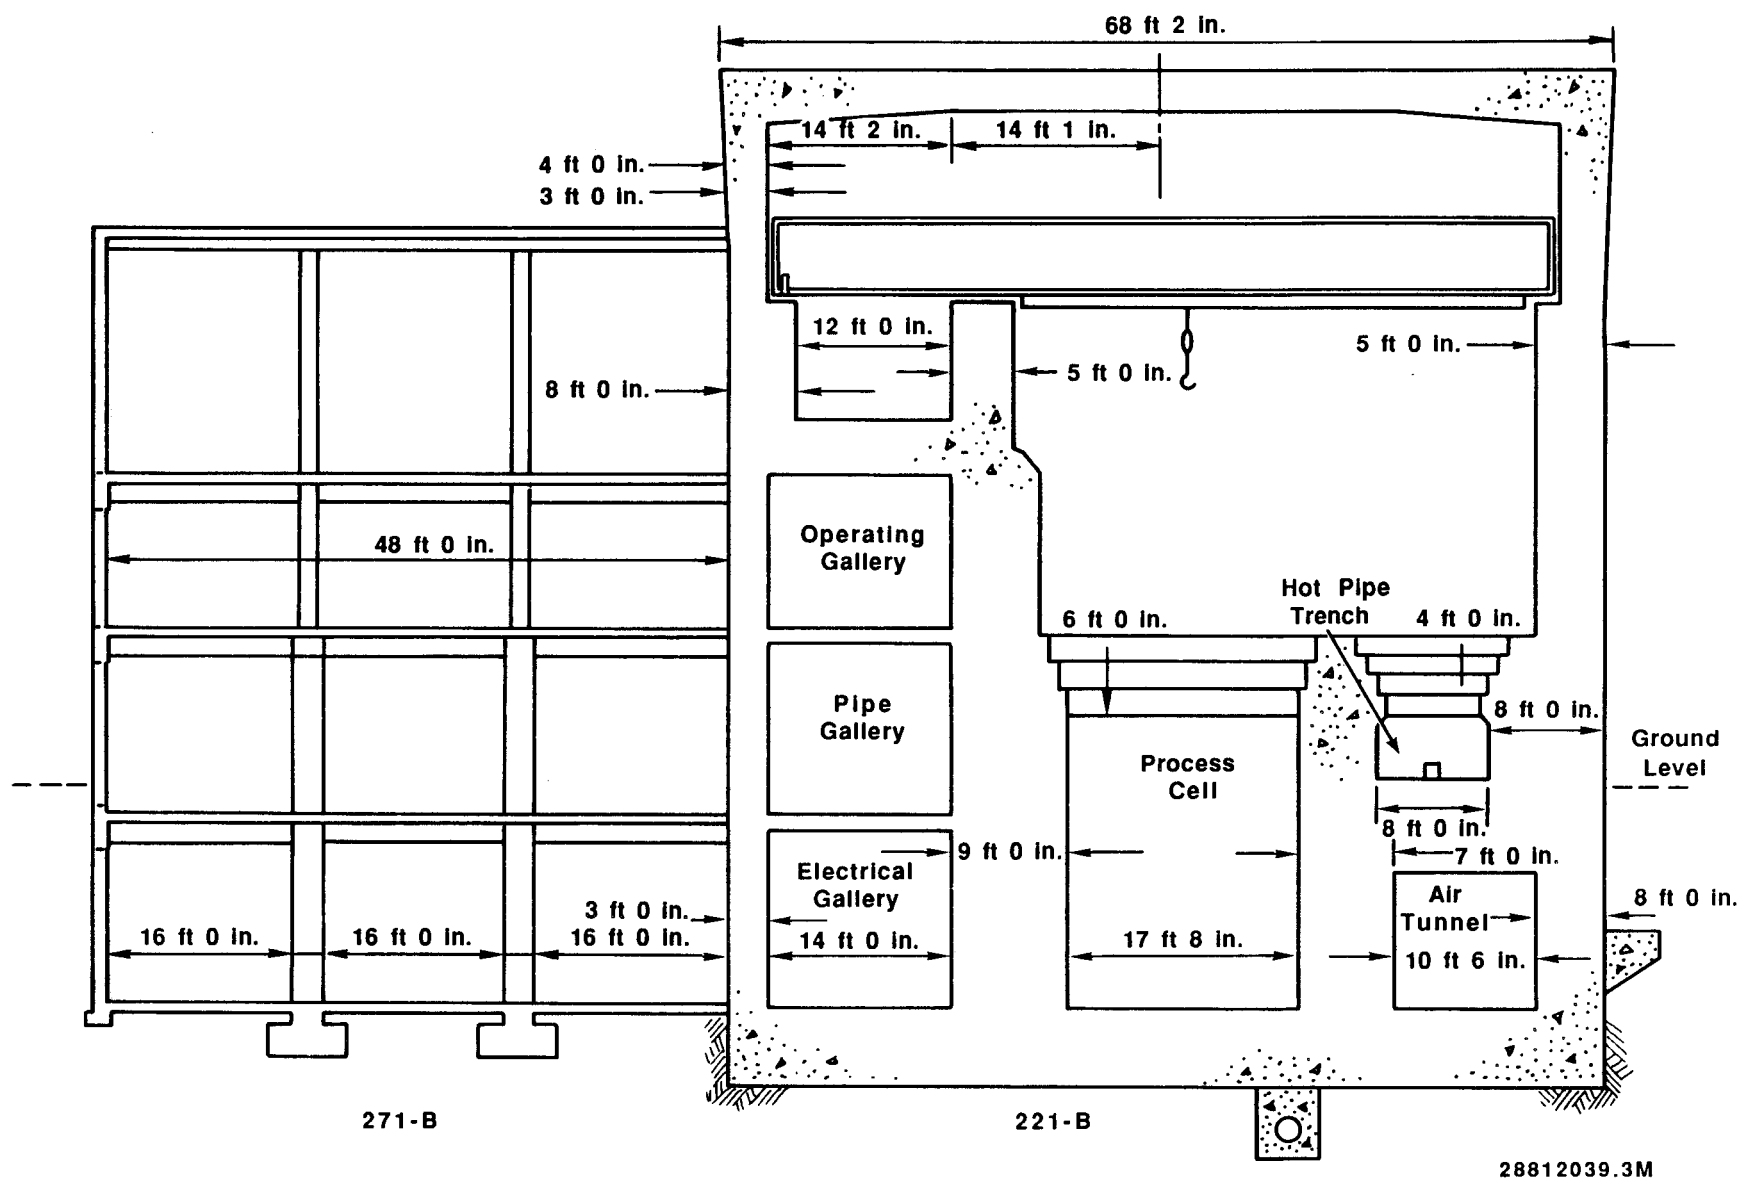 68 ft 2 in.
14 ft 2 in.
14 ft 1 in.
4 ft 0 in.
3 ft 0 in.
12 ft 0 in.
5 ft 0 in.
5 ft 0 in.
8 ft 0 in.
Operating
Gallery
48 ft 0 in.
Hot Pipe
Trench
6 ft 0 in.
4 ft 0 in.
Pipe
Gallery
8 ft 0 in.
Ground
Level
Process
Cell
8 ft 0 in.
9 ft 0 in.
7 ft 0 in.
Electrical
Gallery
Air
Tunnel
8 ft 0 in.
3 ft 0 in.
16 ft 0 in.
16 ft 0 in.
16 ft 0 in.
14 ft 0 in.
17 ft 8 in.
10 ft 6 in.
271-B
221-B
28812039.3M